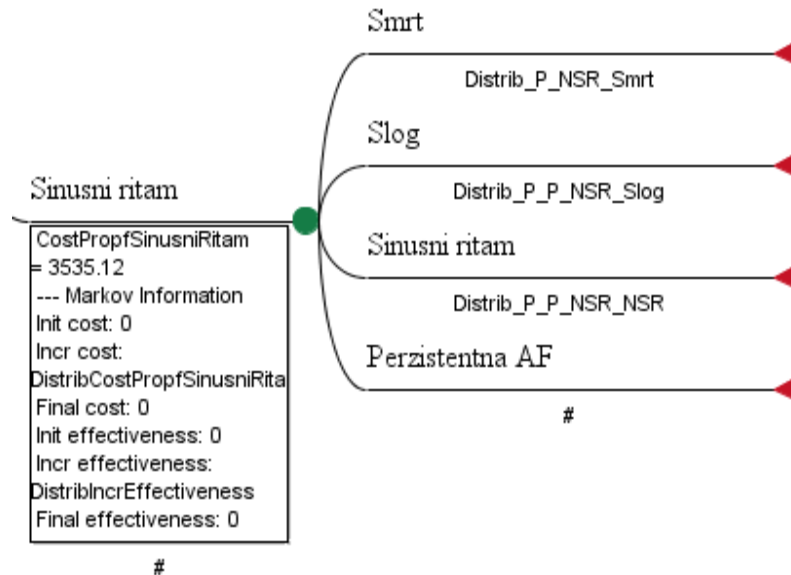 Smrt
Distrib_P_NSR_Smrt
Slog
Distrib_P_P_NSR_Slog
Sinusni ritam
CostPropfSinusniRitam
= 3535.12
--- Markov Information
Init cost: 0
Incr cost:
DistribCostPropfSinusniRita
Final cost: 0
Init effectiveness: 0
Incr effectiveness:
DistribIncrEffectiveness
Final effectiveness: 0
#
Sinusni ritam
Distrib_P_P_NSR_NSR
Perzistentna AF
#